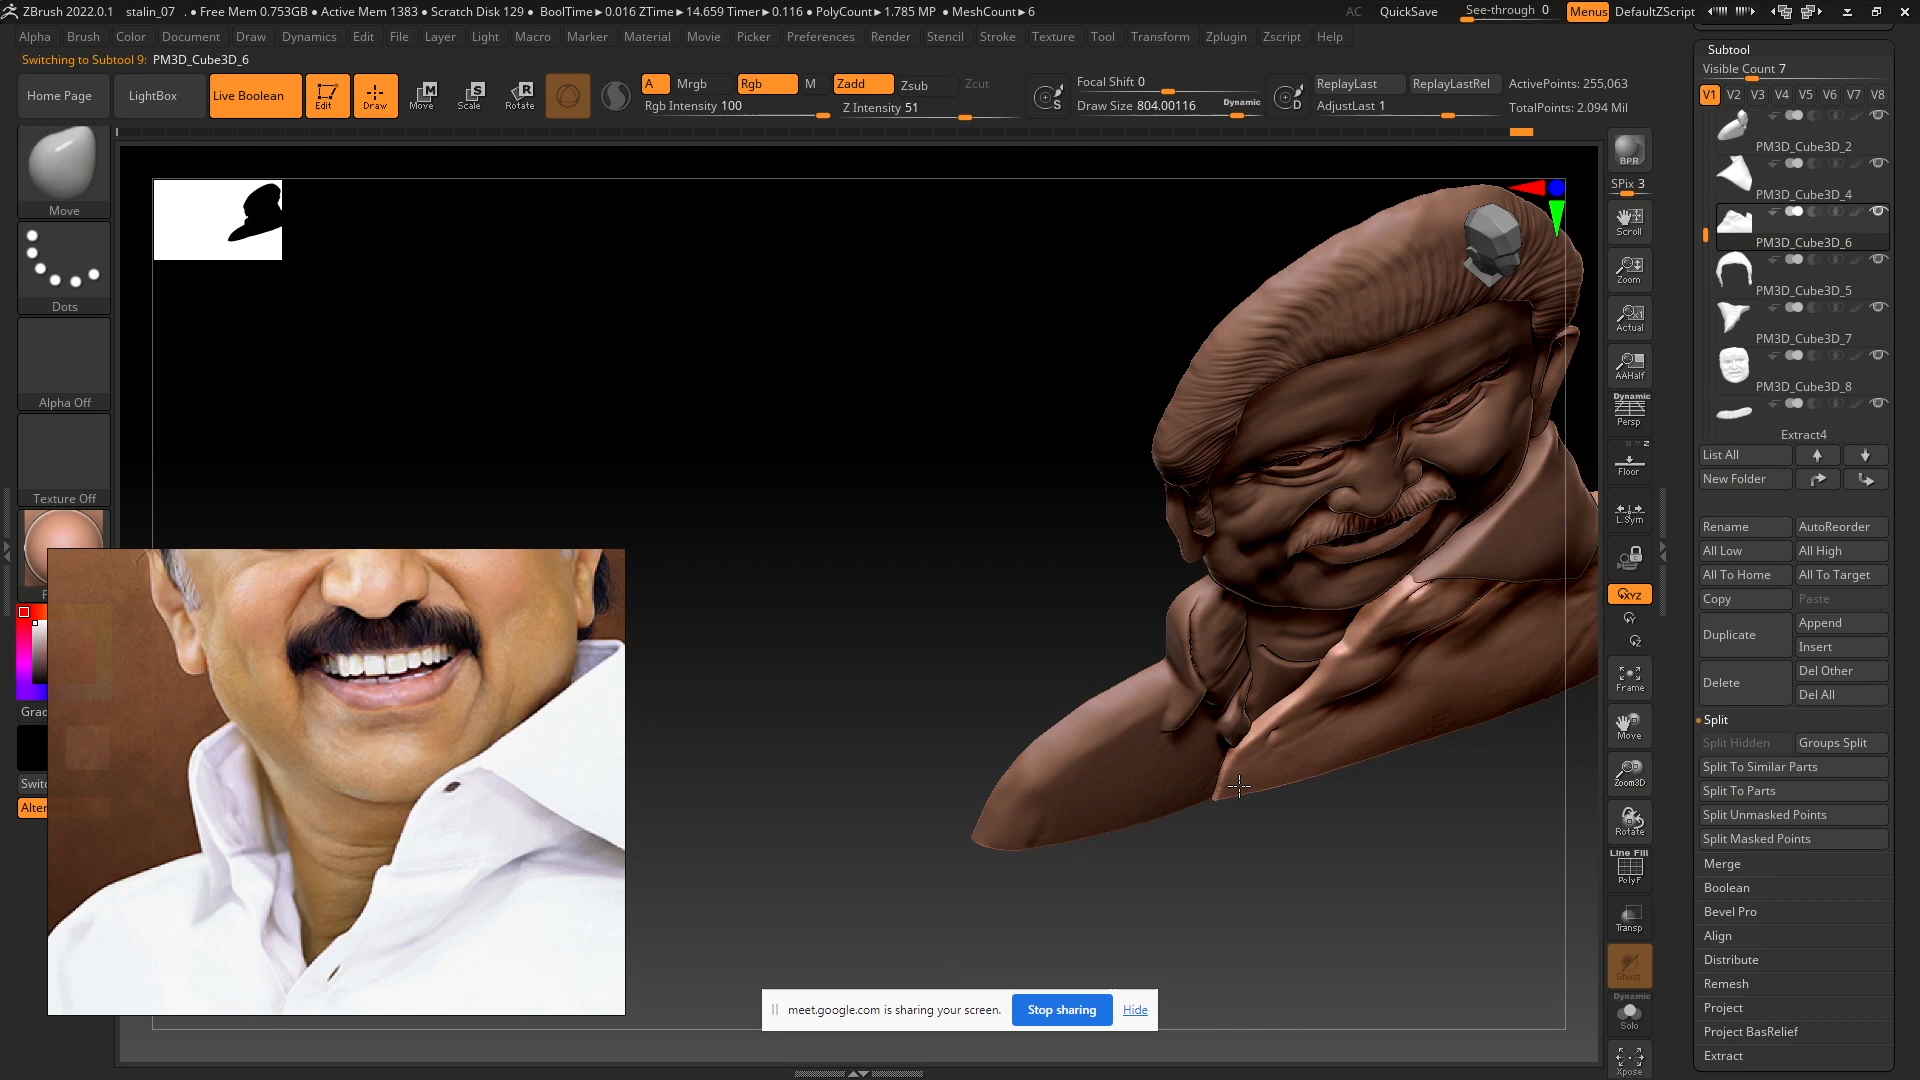 ZBrush 2022.0.1 stalin_07 . ● Free Mem 0.753GB ● Active Mem 1383 ● Scratch Disk 129 ● BoolTime►0.016 ZTime►14.659 Timer►0.116 ● PolyCount►1.785 MP ● MeshCount►6 AC QuickSave See-through 0 Menus DefaultZScript
Alpha Brush Color Document Draw Dynamics Edit File Layer Light Macro Marker Material Movie Picker Preferences Render Stencil Stroke Texture Tool Transform Zplugin Zscript Help
Switching to Subtool 9: PM3D_Cube3D_6
Home Page LightBox Live Boolean Edit Draw Move Scale Rotate
A Mrgb Rgb M Zadd Zsub Zcut
Rgb Intensity 100 Z Intensity 51
Focal Shift 0
Draw Size 804.00116 Dynamic
ReplayLast ReplayLastRel ActivePoints: 255,063
AdjustLast 1 TotalPoints: 2.094 Mil
Move
Dots
Alpha Off
Texture Off
Grad
Switc
Alter
meet.google.com is sharing your screen. Stop sharing Hide
BPR
SPix 3
Scroll
Zoom
Actual
AAHalf
Dynamic
Persp
Floor
L.Sym
XYZ
Y
Z
Frame
Move
Zoom3D
Rotate
Line Fill
PolyF
Transp
Ghost
Dynamic
Solo
Xpose
Subtool
Visible Count 7
V1 V2 V3 V4 V5 V6 V7 V8
PM3D_Cube3D_2
PM3D_Cube3D_4
PM3D_Cube3D_6
PM3D_Cube3D_5
PM3D_Cube3D_7
PM3D_Cube3D_8
Extract4
List All
New Folder
Rename AutoReorder
All Low All High
All To Home All To Target
Copy Paste
Duplicate Append
Insert
Delete Del Other
Del All
Split
Split Hidden Groups Split
Split To Similar Parts
Split To Parts
Split Unmasked Points
Split Masked Points
Merge
Boolean
Bevel Pro
Align
Distribute
Remesh
Project
Project BasRelief
Extract